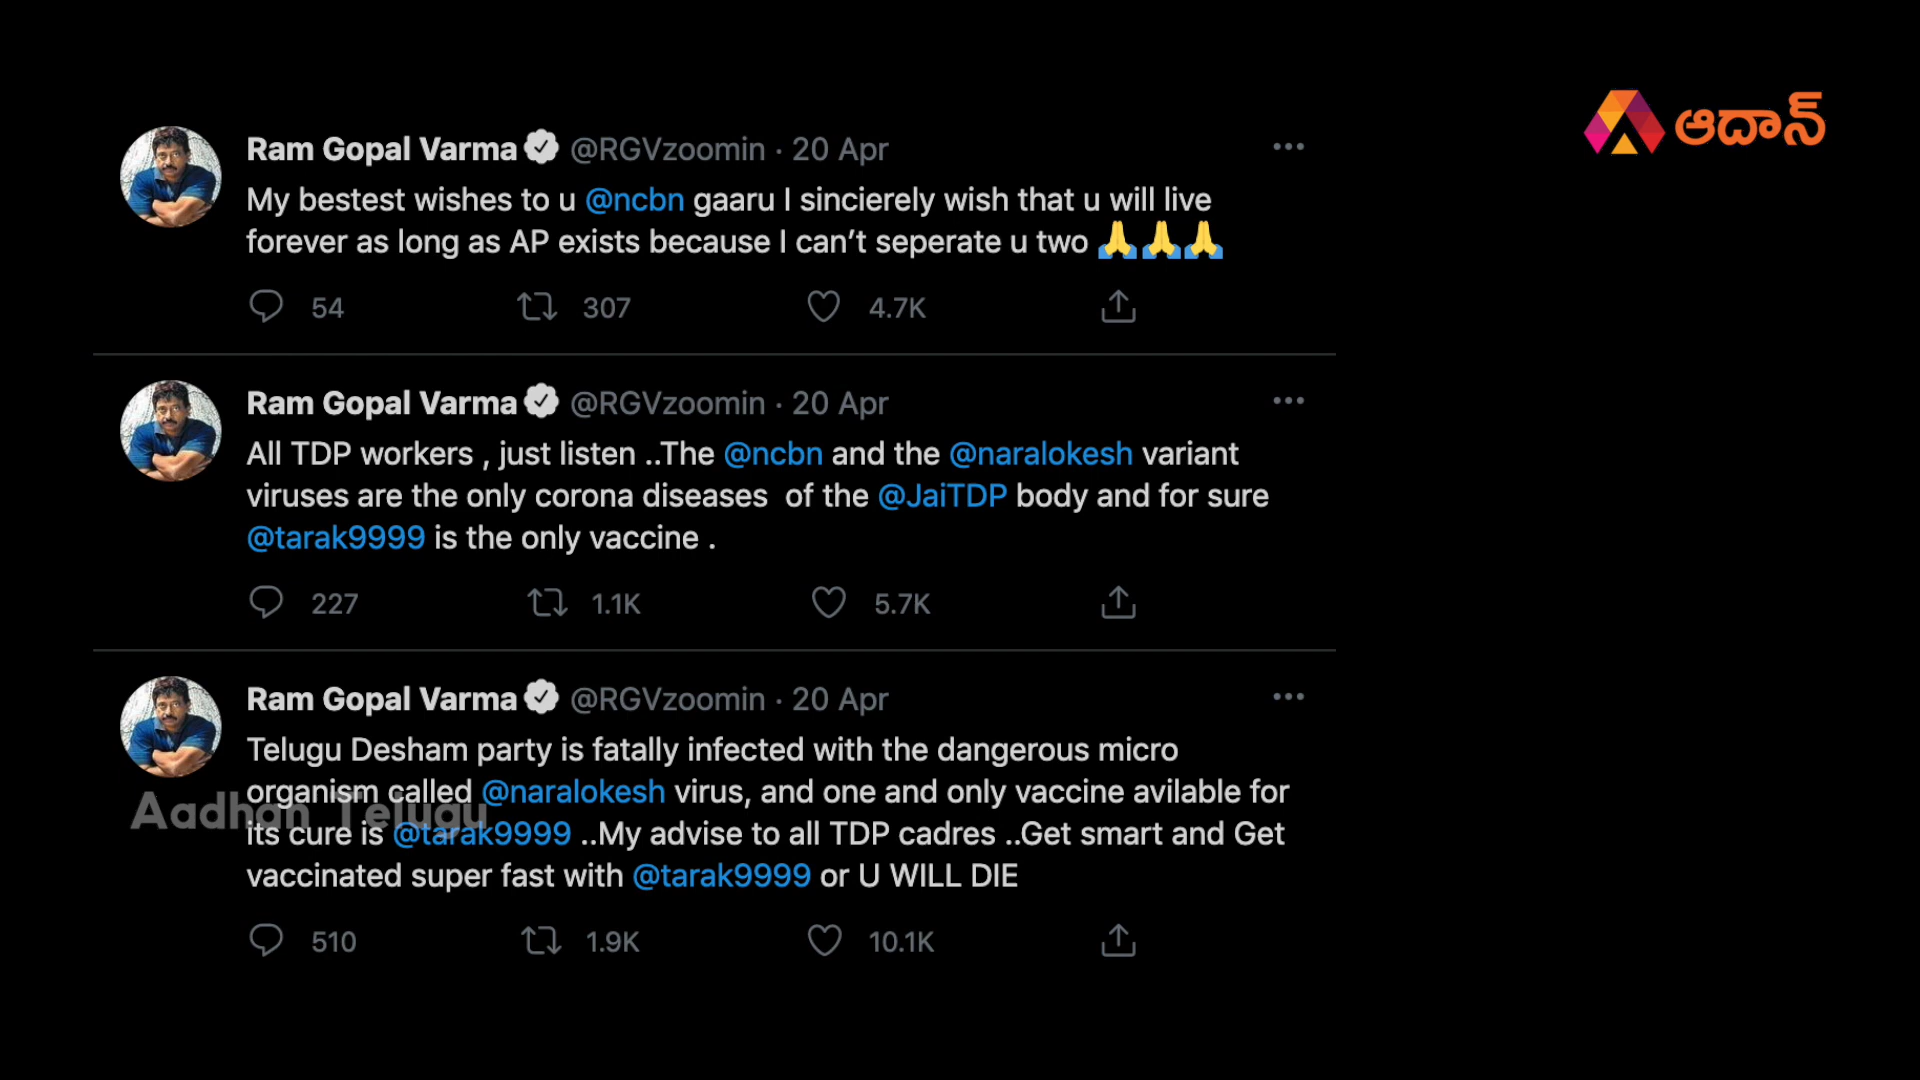 ఆదాన్
Ram Gopal Varma @RGVzoomin · 20 Apr
My bestest wishes to u @ncbn gaaru I sincierely wish that u will live
forever as long as AP exists because I can’t seperate u two 🙏🙏🙏
54 307 4.7K
Ram Gopal Varma @RGVzoomin · 20 Apr
All TDP workers , just listen ..The @ncbn and the @naralokesh variant
viruses are the only corona diseases  of the @JaiTDP body and for sure
@tarak9999 is the only vaccine .
227 1.1K 5.7K
Ram Gopal Varma @RGVzoomin · 20 Apr
Telugu Desham party is fatally infected with the dangerous micro
organism called @naralokesh virus, and one and only vaccine avilable for
Aadhan Telugu
its cure is @tarak9999 ..My advise to all TDP cadres ..Get smart and Get
vaccinated super fast with @tarak9999 or U WILL DIE
510 1.9K 10.1K